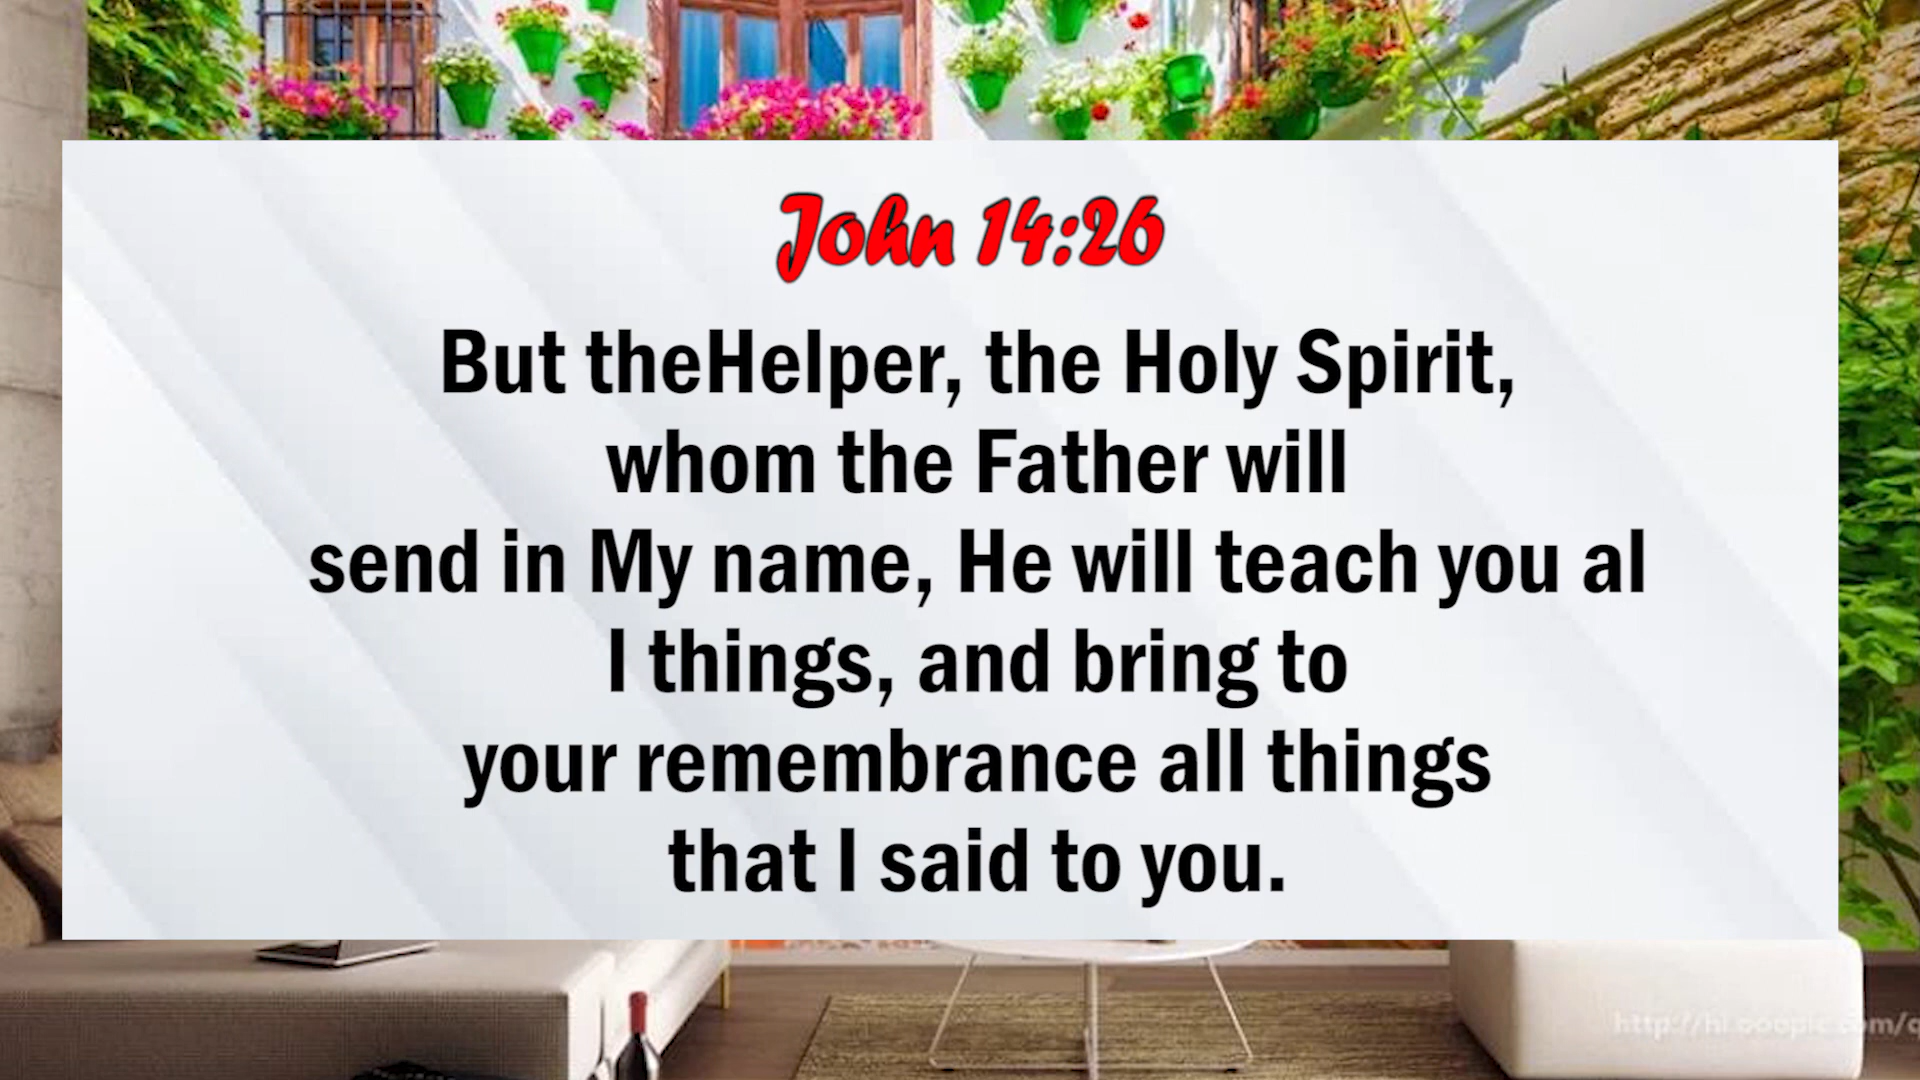 John 14:26
But theHelper, the Holy Spirit,
whom the Father will
send in My name, He will teach you al
l things, and bring to
your remembrance all things
that I said to you.